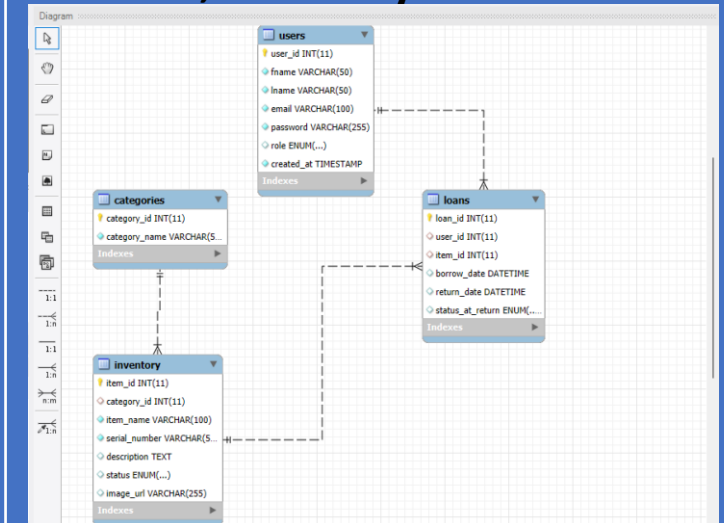 Diagram
users
user_id INT(11)
fname VARCHAR(50)
lname VARCHAR(50)
email VARCHAR(100)
password VARCHAR(255)
role ENUM(...)
created_at TIMESTAMP
Indexes
categories
category_id INT(11)
category_name VARCHAR(5...
Indexes
loans
loan_id INT(11)
user_id INT(11)
item_id INT(11)
borrow_date DATETIME
return_date DATETIME
status_at_return ENUM(...
Indexes
inventory
item_id INT(11)
category_id INT(11)
item_name VARCHAR(100)
serial_number VARCHAR(5...
description TEXT
status ENUM(...)
image_url VARCHAR(255)
Indexes
1:1
1:n
1:1
1:n
n:m
1:n